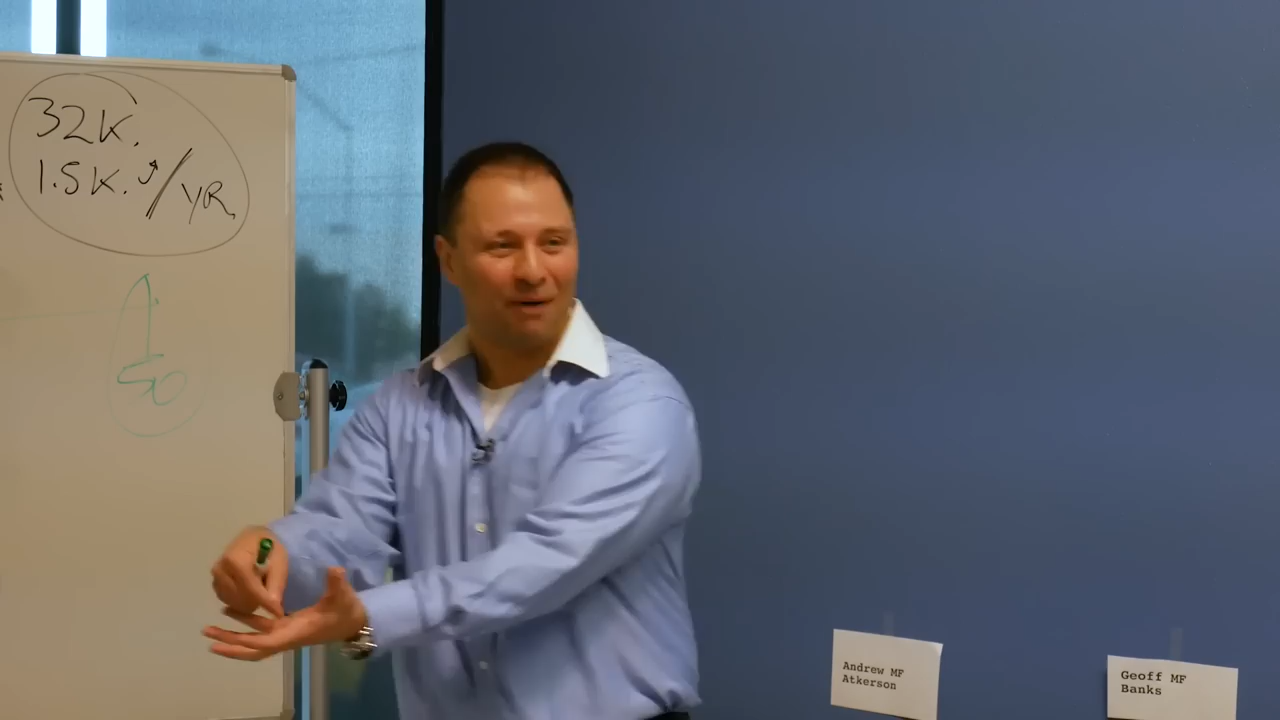 32K.
1.5K. /YR
50
Andrew MF
Atkerson
Geoff MF
Banks